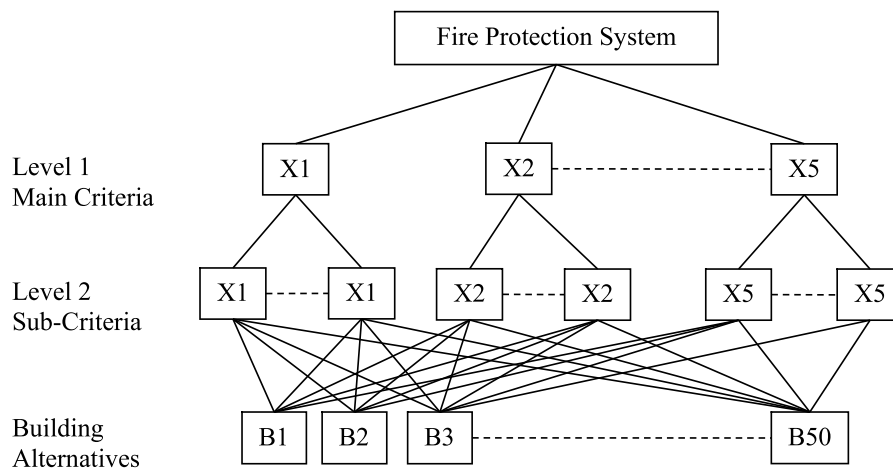 Fire Protection System
Level 1
Main Criteria
X1
X2
X5
Level 2
Sub-Criteria
X1
X1
X2
X2
X5
X5
Building
Alternatives
B1
B2
B3
B50